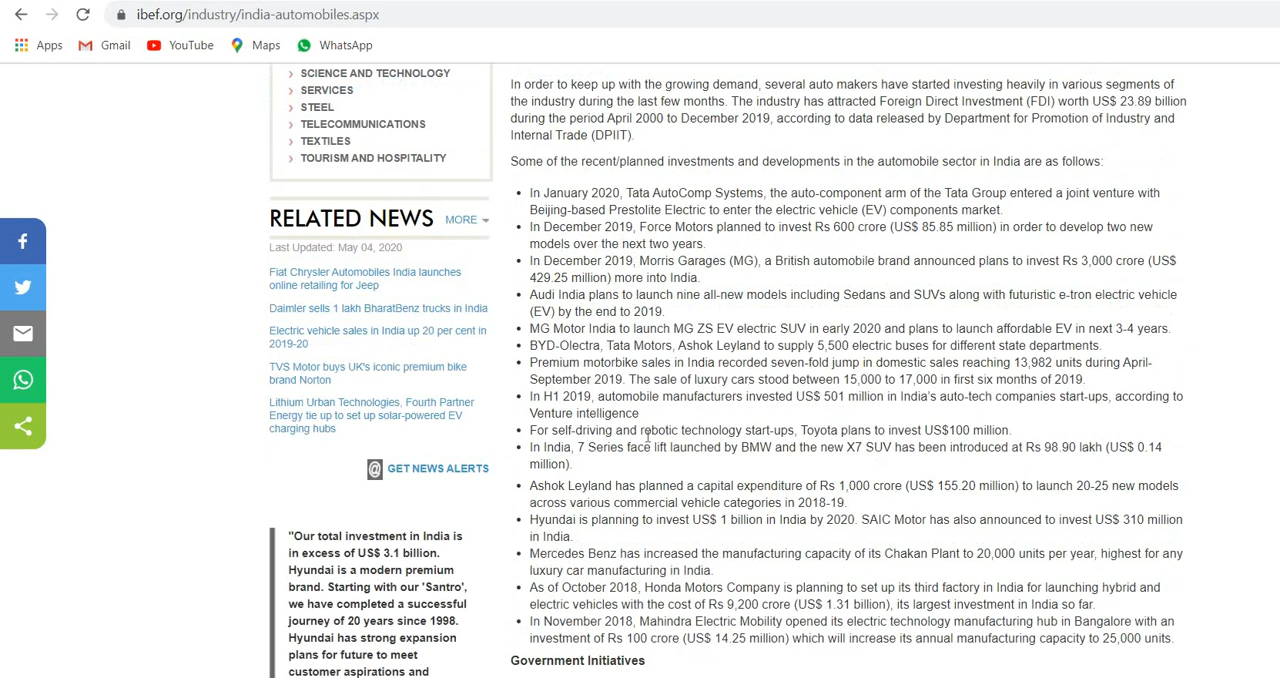 ibef.org/industry/india-automobiles.aspx
Apps Gmail YouTube Maps WhatsApp
SCIENCE AND TECHNOLOGY
SERVICES
STEEL
TELECOMMUNICATIONS
TEXTILES
TOURISM AND HOSPITALITY
RELATED NEWS MORE
Last Updated: May 04, 2020
Fiat Chrysler Automobiles India launches
online retailing for Jeep
Daimler sells 1 lakh BharatBenz trucks in India
Electric vehicle sales in India up 20 per cent in
2019-20
TVS Motor buys UK's iconic premium bike
brand Norton
Lithium Urban Technologies, Fourth Partner
Energy tie up to set up solar-powered EV
charging hubs
@ GET NEWS ALERTS
"Our total investment in India is
in excess of US$ 3.1 billion.
Hyundai is a modern premium
brand. Starting with our 'Santro',
we have completed a successful
journey of 20 years since 1998.
Hyundai has strong expansion
plans for future to meet
customer aspirations and
In order to keep up with the growing demand, several auto makers have started investing heavily in various segments of
the industry during the last few months. The industry has attracted Foreign Direct Investment (FDI) worth US$ 23.89 billion
during the period April 2000 to December 2019, according to data released by Department for Promotion of Industry and
Internal Trade (DPIIT).
Some of the recent/planned investments and developments in the automobile sector in India are as follows:
• In January 2020, Tata AutoComp Systems, the auto-component arm of the Tata Group entered a joint venture with
Beijing-based Prestolite Electric to enter the electric vehicle (EV) components market.
• In December 2019, Force Motors planned to invest Rs 600 crore (US$ 85.85 million) in order to develop two new
models over the next two years.
• In December 2019, Morris Garages (MG), a British automobile brand announced plans to invest Rs 3,000 crore (US$
429.25 million) more into India.
• Audi India plans to launch nine all-new models including Sedans and SUVs along with futuristic e-tron electric vehicle
(EV) by the end to 2019.
• MG Motor India to launch MG ZS EV electric SUV in early 2020 and plans to launch affordable EV in next 3-4 years.
• BYD-Olectra, Tata Motors, Ashok Leyland to supply 5,500 electric buses for different state departments.
• Premium motorbike sales in India recorded seven-fold jump in domestic sales reaching 13,982 units during April-
September 2019. The sale of luxury cars stood between 15,000 to 17,000 in first six months of 2019.
• In H1 2019, automobile manufacturers invested US$ 501 million in India's auto-tech companies start-ups, according to
Venture intelligence
• For self-driving and robotic technology start-ups, Toyota plans to invest US$100 million.
• In India, 7 Series face lift launched by BMW and the new X7 SUV has been introduced at Rs 98.90 lakh (US$ 0.14
million).
• Ashok Leyland has planned a capital expenditure of Rs 1,000 crore (US$ 155.20 million) to launch 20-25 new models
across various commercial vehicle categories in 2018-19.
• Hyundai is planning to invest US$ 1 billion in India by 2020. SAIC Motor has also announced to invest US$ 310 million
in India.
• Mercedes Benz has increased the manufacturing capacity of its Chakan Plant to 20,000 units per year, highest for any
luxury car manufacturing in India.
• As of October 2018, Honda Motors Company is planning to set up its third factory in India for launching hybrid and
electric vehicles with the cost of Rs 9,200 crore (US$ 1.31 billion), its largest investment in India so far.
• In November 2018, Mahindra Electric Mobility opened its electric technology manufacturing hub in Bangalore with an
investment of Rs 100 crore (US$ 14.25 million) which will increase its annual manufacturing capacity to 25,000 units.
Government Initiatives